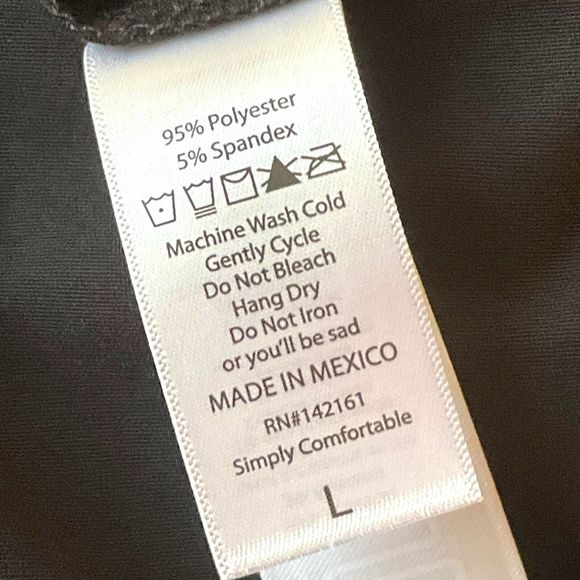 95% Polyester
5% Spandex
Machine Wash Cold
Gently Cycle
Do Not Bleach
Hang Dry
Do Not Iron
or you'll be sad
MADE IN MEXICO
RN#142161
Simply Comfortable
L